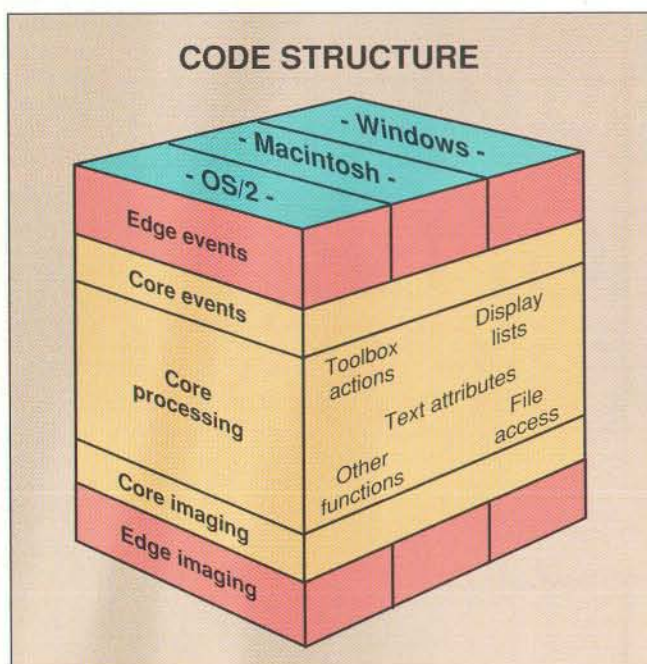 CODE STRUCTURE
- Windows -
- Macintosh -
- OS/2 -
Edge events
Core events
Core
processing
Core imaging
Edge imaging
Toolbox
actions
Display
lists
Text attributes
File
access
Other
functions